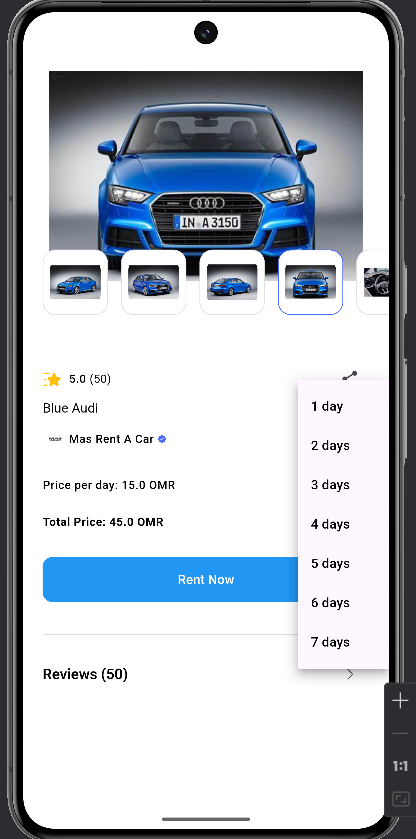 IN A 3150
5.0 (50)
Blue Audi
Mas Rent A Car
Price per day: 15.0 OMR
Total Price: 45.0 OMR
Rent Now
1 day
2 days
3 days
4 days
5 days
6 days
7 days
Reviews (50)
1:1